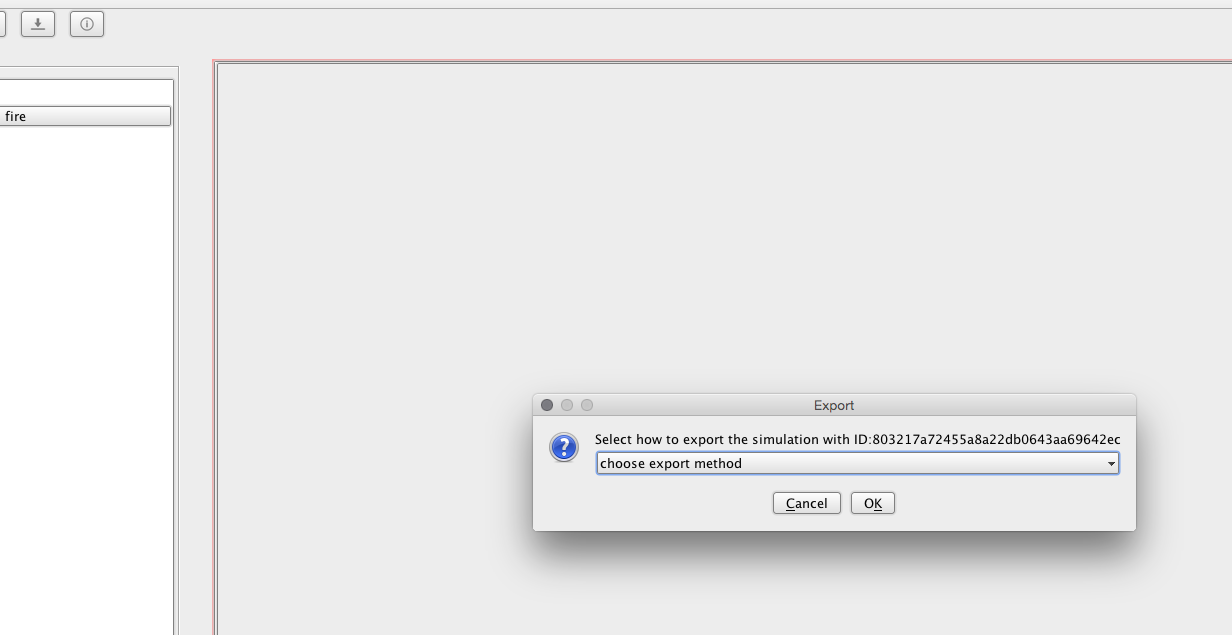 fire
Export
Select how to export the simulation with ID:803217a72455a8a22db0643aa69642ec
choose export method
Cancel
OK